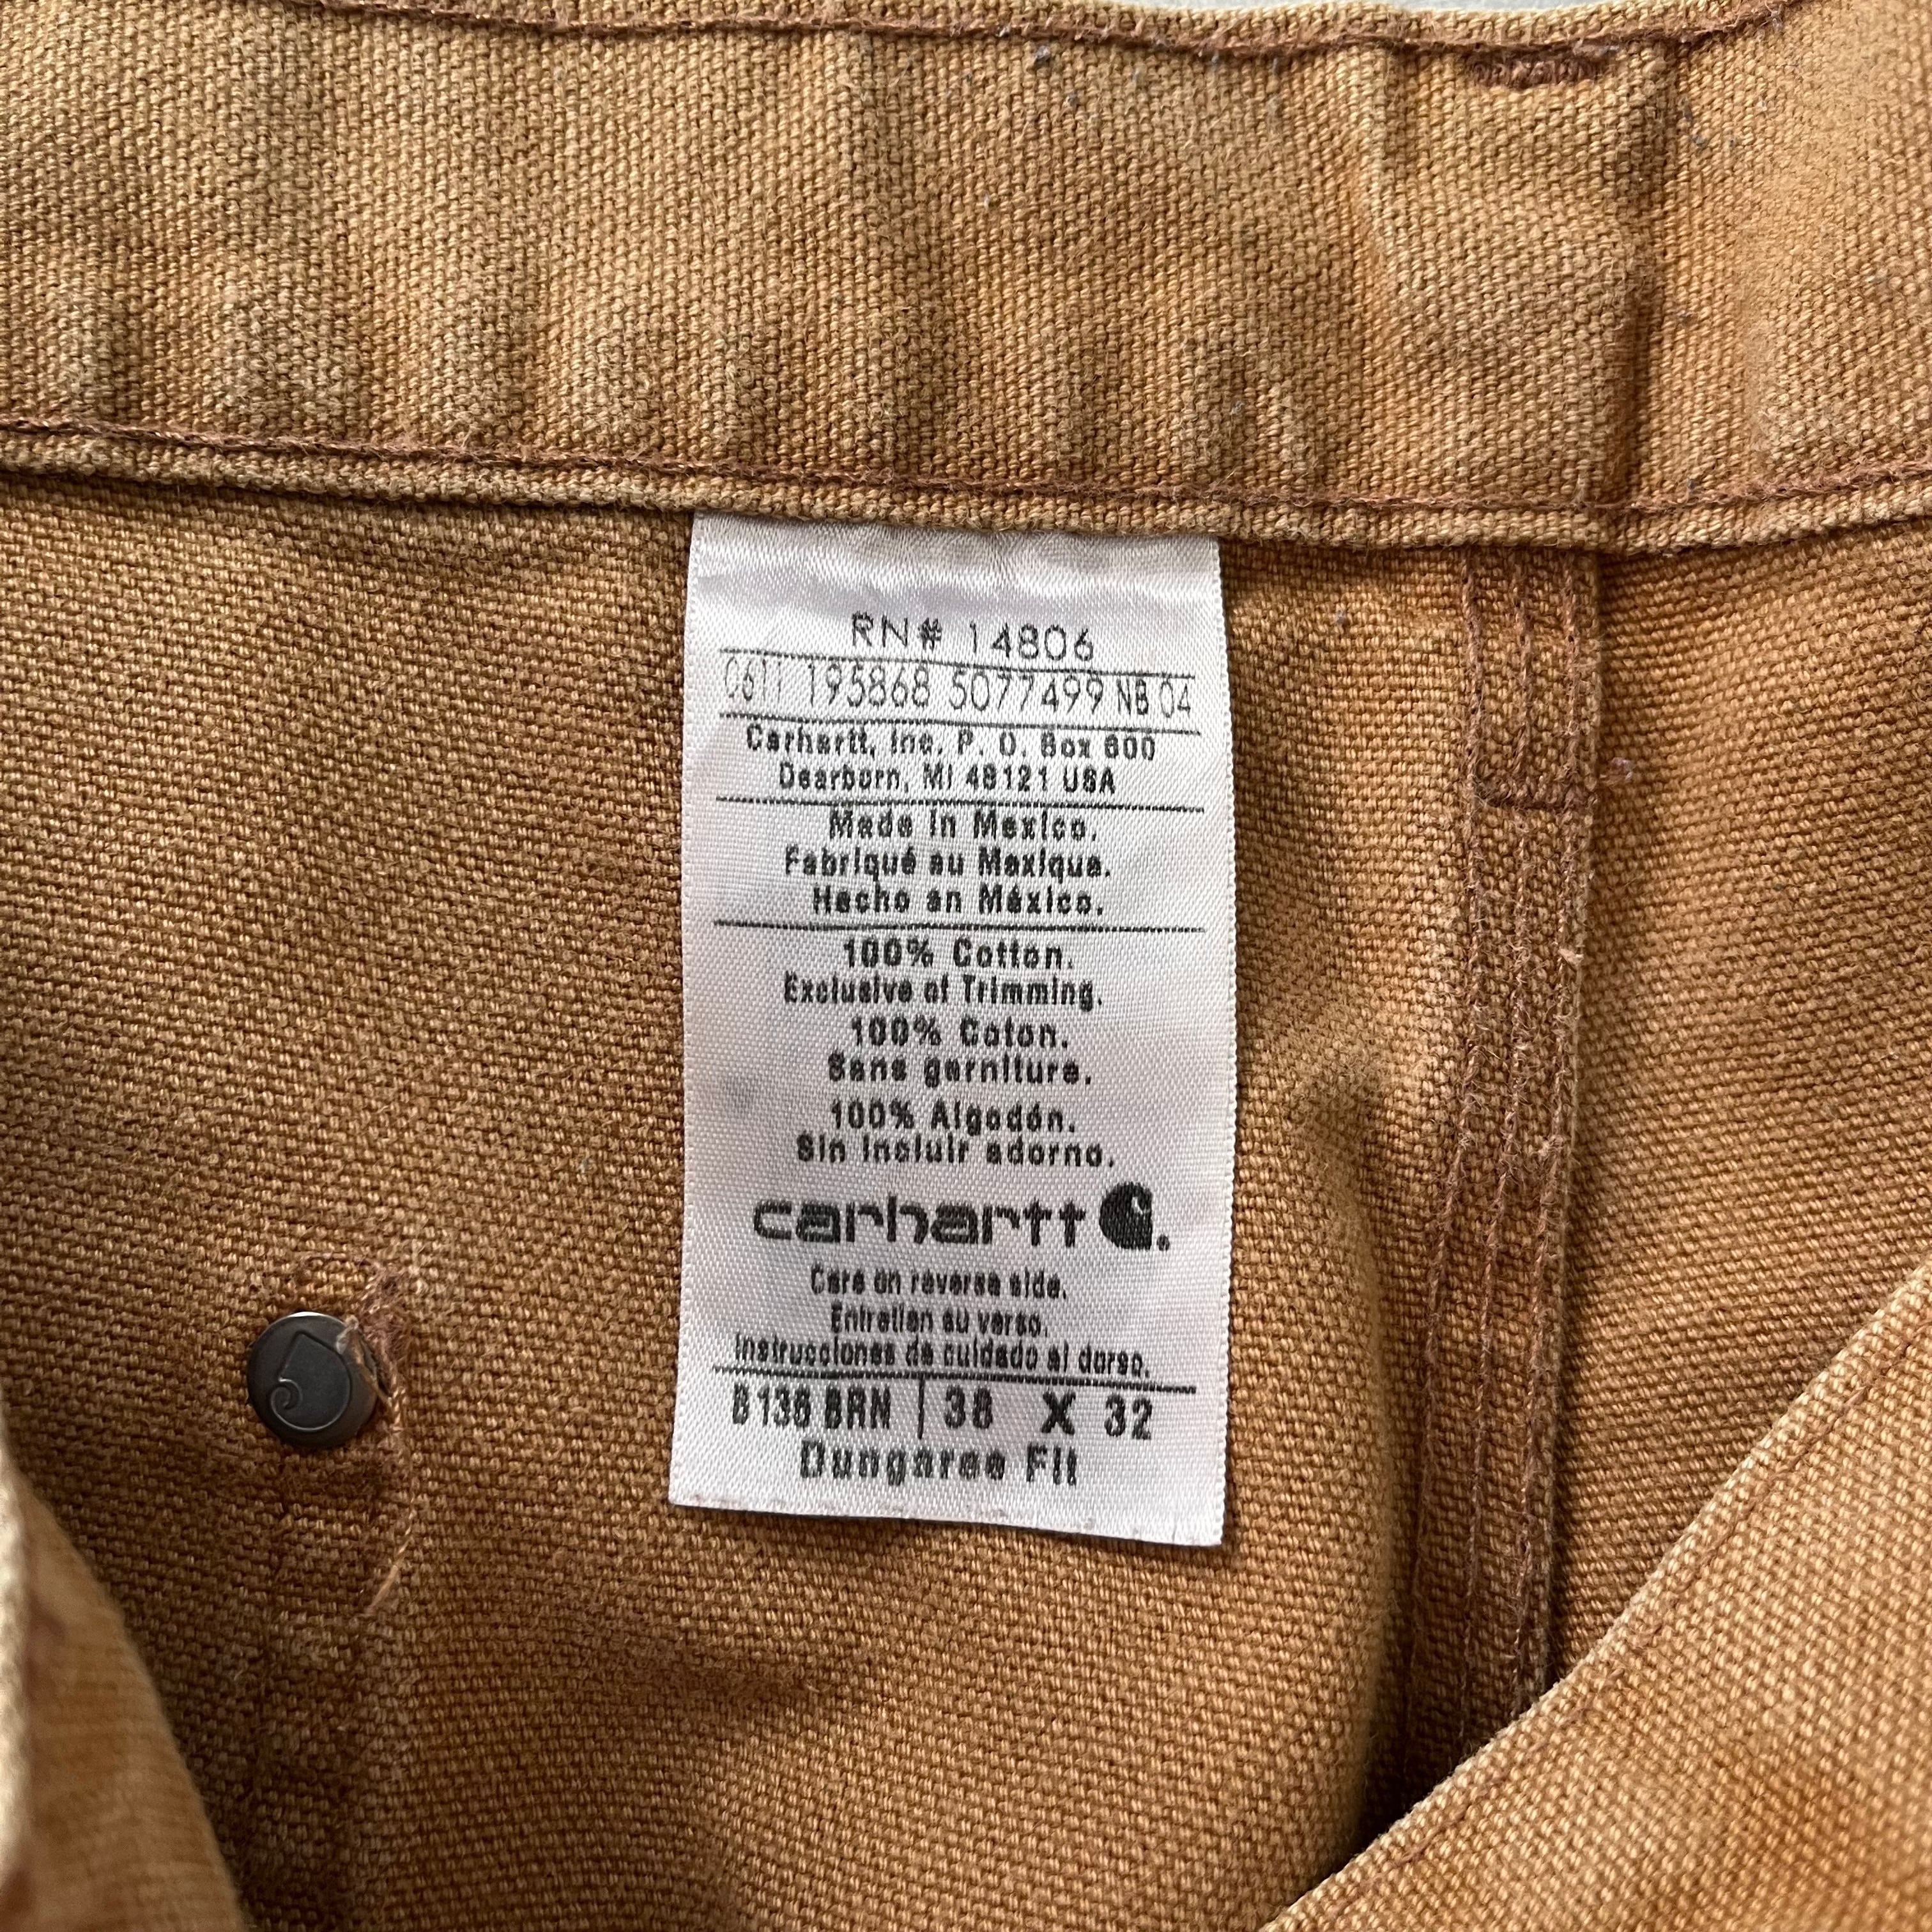 RN# 14806
C611 195868 5077499 NB 04
Carhartt, Inc. P. O. Box 600
Dearborn, MI 48121 USA
Made in Mexico.
Fabriqué au Mexique.
Hecho en México.
100% Cotton.
Exclusive of Trimming.
100% Coton.
Sans garniture.
100% Algodón.
Sin incluir adorno.
carhartt
Care on reverse side.
Entretien au verso.
Instrucciones de cuidado al dorso.
B136 BRN | 38 X 32
Dungaree Fit